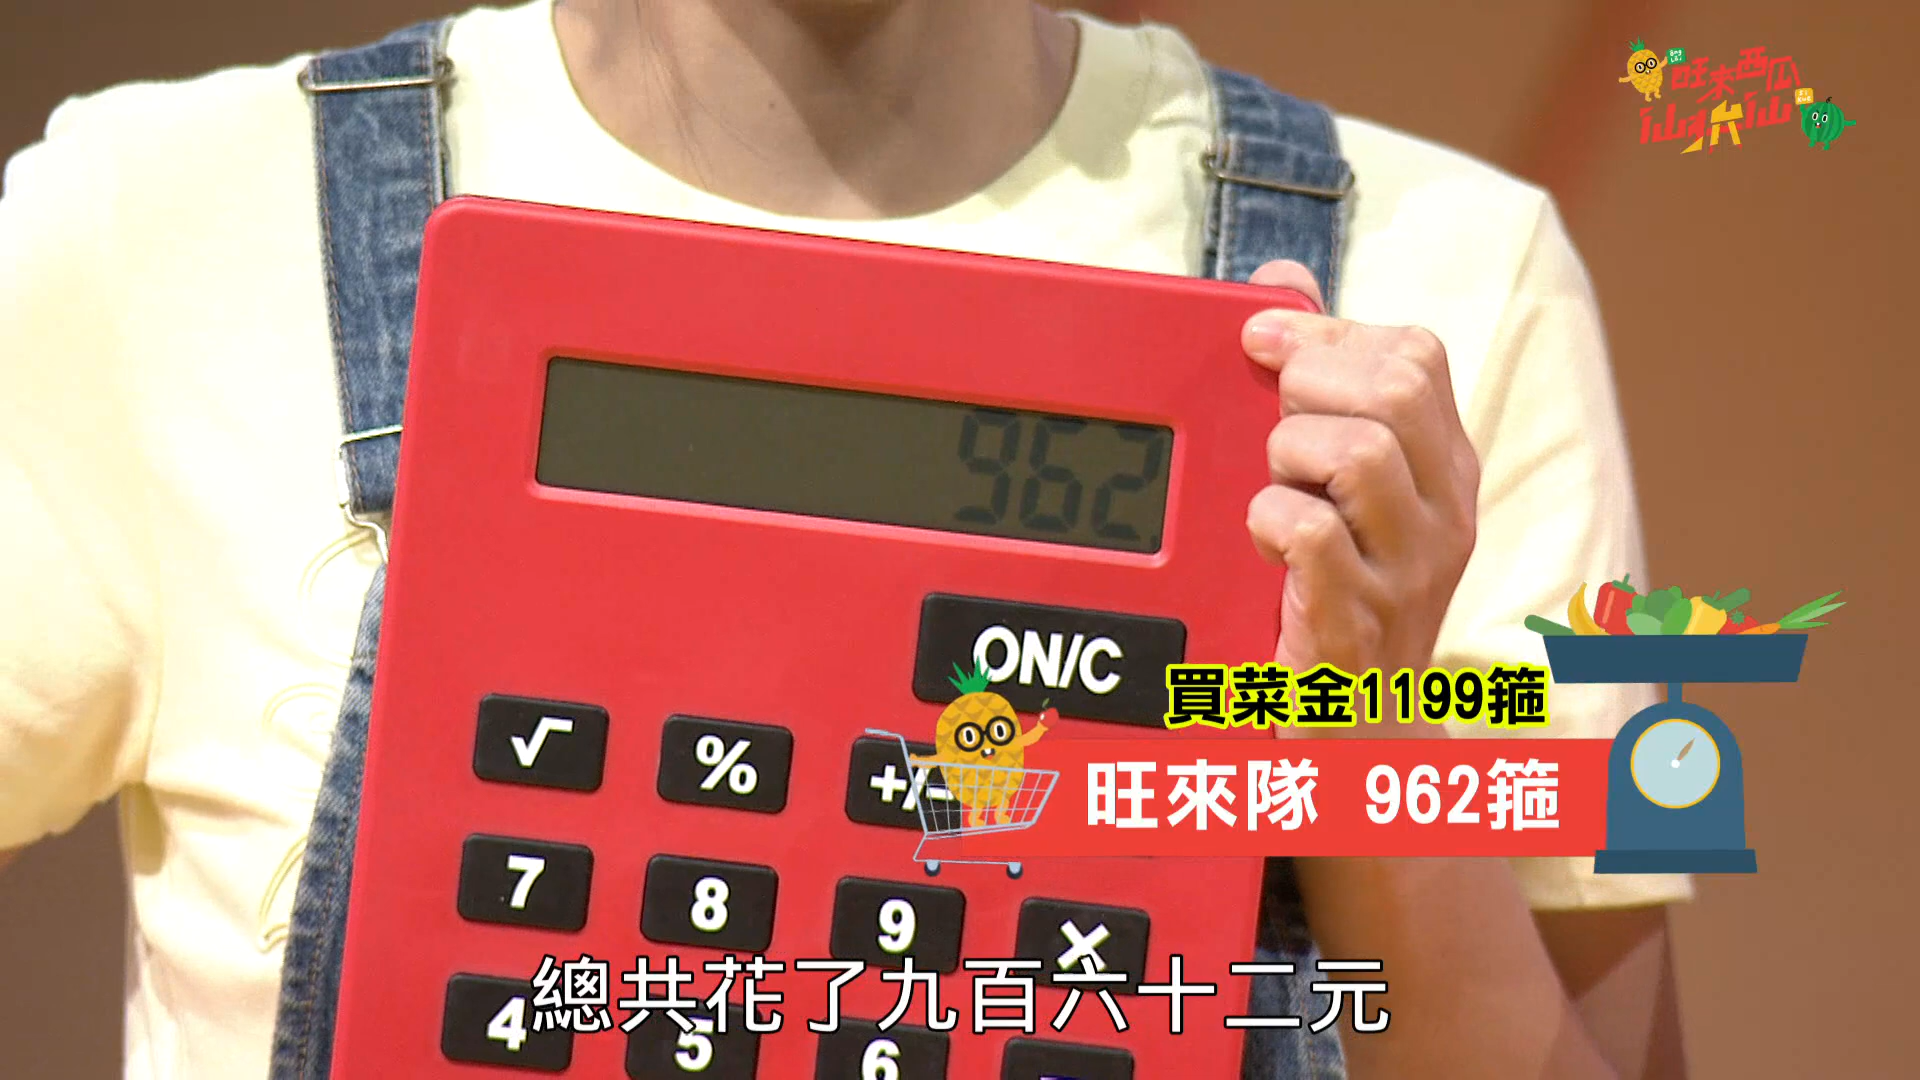 旺來西瓜
仙拚仙
962.
ON/C
√ % +/-
7 8 9 ×
4 5 6
買菜金1199箍
旺來隊 962箍
總共花了九百六十二元